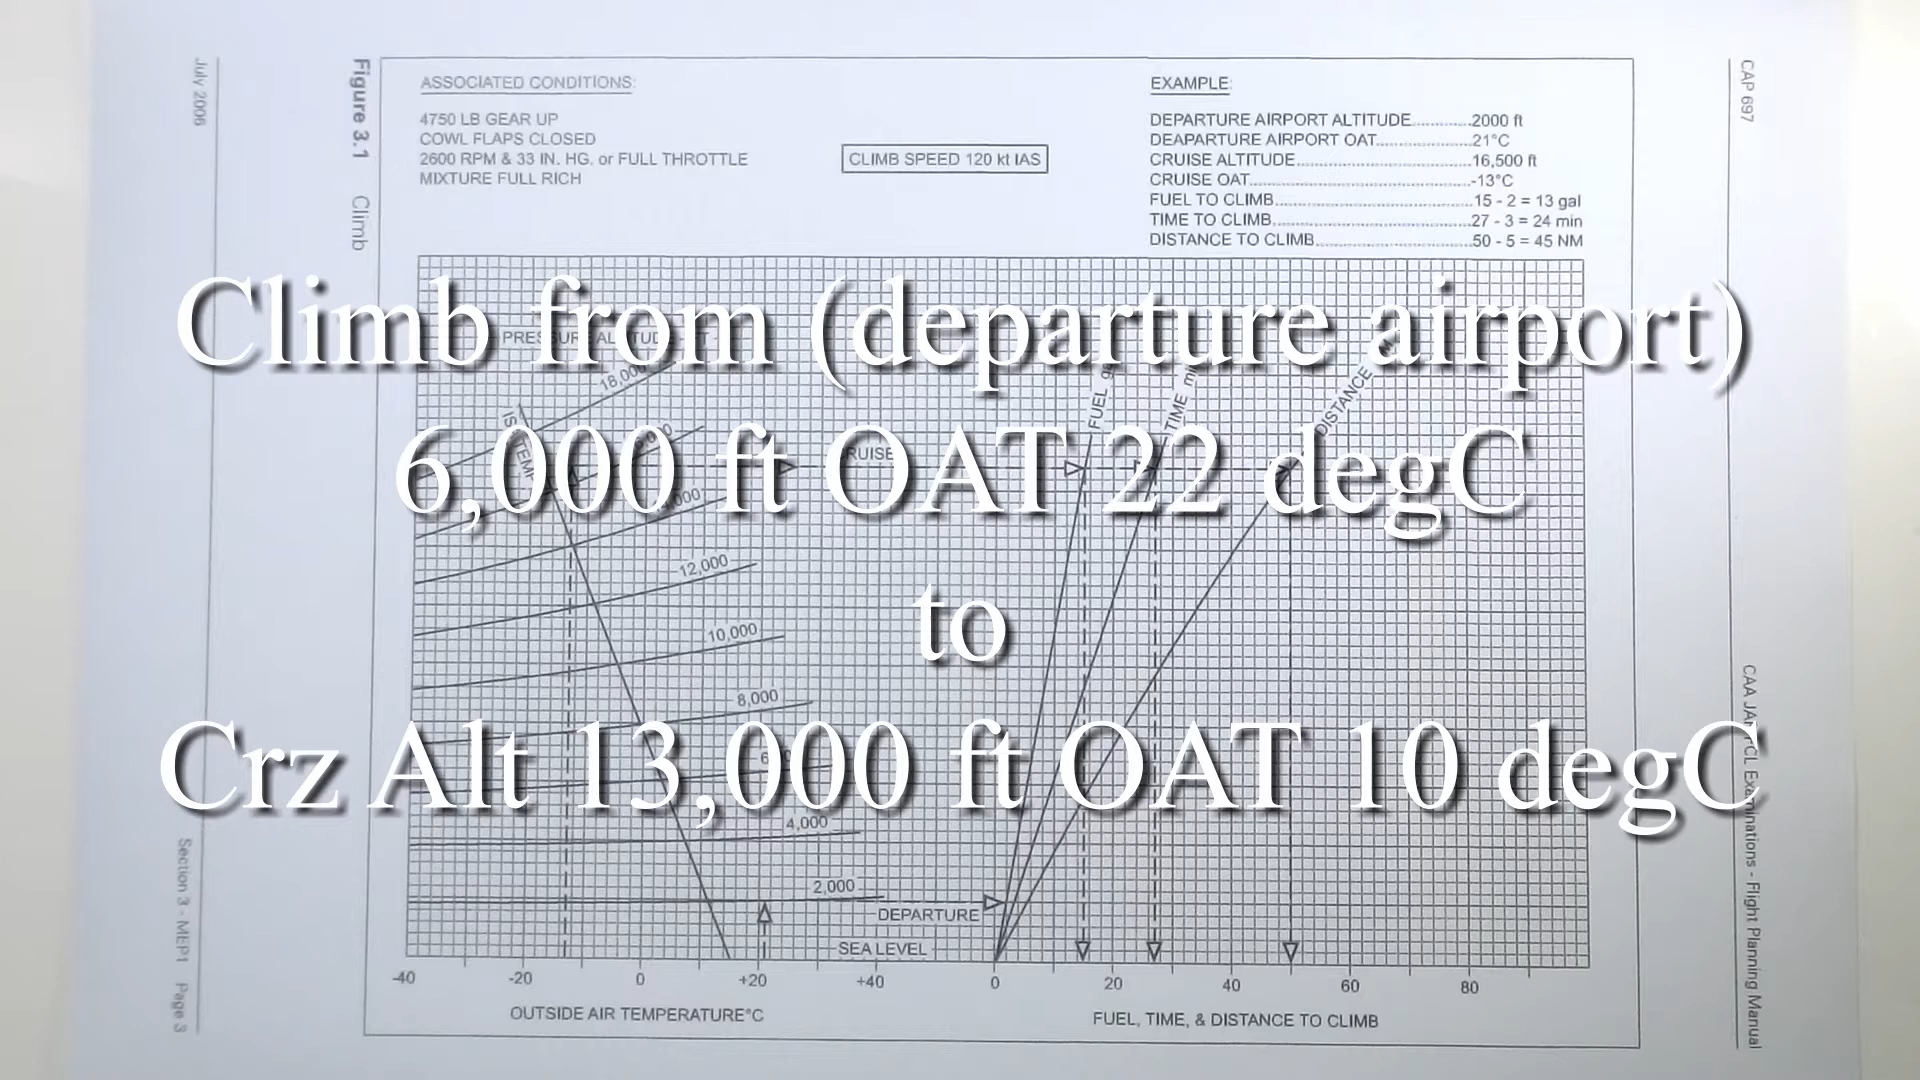 July 2006
Figure 3.1 Climb
CAP 697
ASSOCIATED CONDITIONS:
4750 LB GEAR UP
COWL FLAPS CLOSED
2600 RPM & 33 IN. HG. or FULL THROTTLE
MIXTURE FULL RICH
CLIMB SPEED 120 kt IAS
EXAMPLE:
DEPARTURE AIRPORT ALTITUDE..............2000 ft
DEAPARTURE AIRPORT OAT..................21°C
CRUISE ALTITUDE.........................16,500 ft
CRUISE OAT..............................-13°C
FUEL TO CLIMB...........................15 - 2 = 13 gal
TIME TO CLIMB...........................27 - 3 = 24 min
DISTANCE TO CLIMB.......................50 - 5 = 45 NM
Climb from (departure airport)
6,000 ft OAT 22 degC
to
Crz Alt 13,000 ft OAT 10 degC
18,000
FUEL
TIME
DISTANCE
12,000
10,000
8,000
4,000
2,000
DEPARTURE
SEA LEVEL
-40 -20 0 +20 +40 0 20 40 60 80
OUTSIDE AIR TEMPERATURE°C
FUEL, TIME, & DISTANCE TO CLIMB
Section 3 - MEP1 Page 3
Examinations - Flight Planning Manual